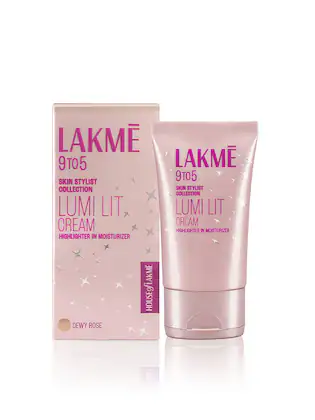 LAKMĒ
9TO5
SKIN STYLIST
COLLECTION
LUMI LIT
CREAM
HIGHLIGHTER IN MOISTURIZER
HOUSE of LAKMĒ
DEWY ROSE
LAKMĒ
9TO5
SKIN STYLIST
COLLECTION
LUMI LIT
CREAM
HIGHLIGHTER IN MOISTURIZER